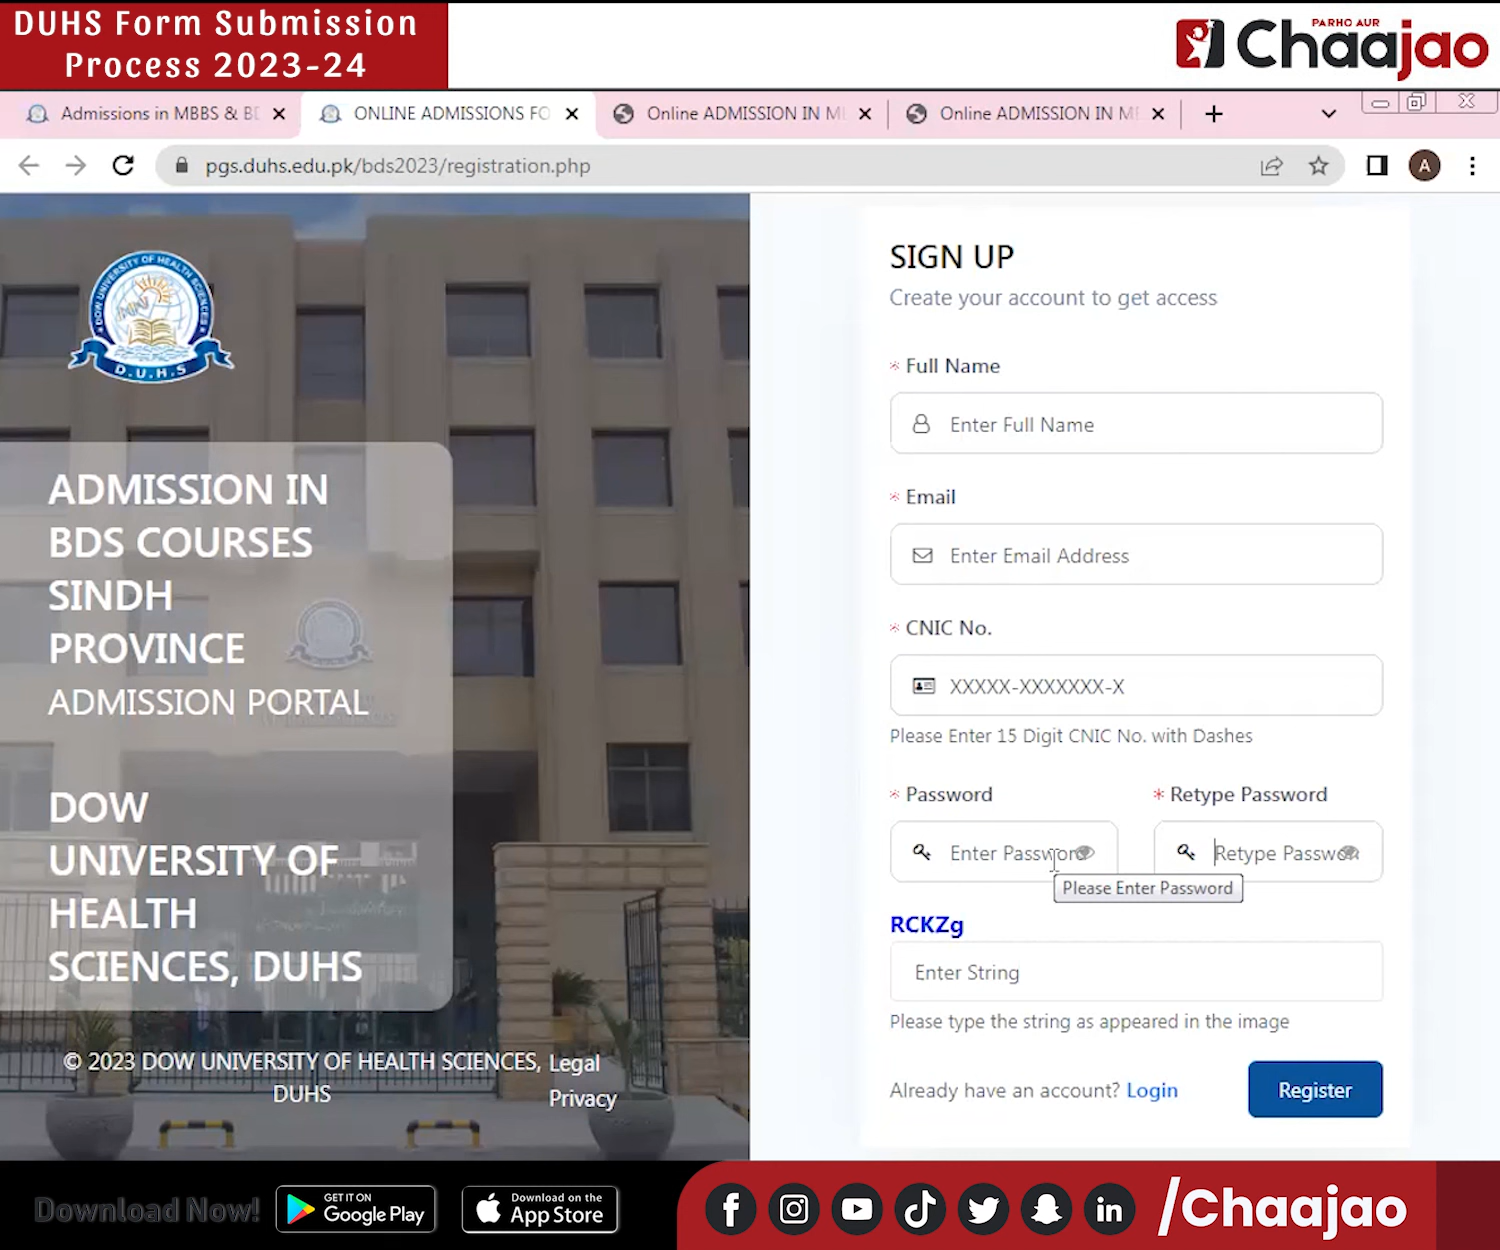 DUHS Form Submission
Process 2023-24
PARHO AUR
Chaajao
Admissions in MBBS & B
ONLINE ADMISSIONS FO
Online ADMISSION IN M
Online ADMISSION IN M
pgs.duhs.edu.pk/bds2023/registration.php
A
DOW UNIVERSITY OF HEALTH SCIENCES
D.U.H.S
ADMISSION IN
BDS COURSES
SINDH
PROVINCE
ADMISSION PORTAL
DOW
UNIVERSITY OF
HEALTH
SCIENCES, DUHS
© 2023 DOW UNIVERSITY OF HEALTH SCIENCES,
DUHS
Legal
Privacy
SIGN UP
Create your account to get access
* Full Name
Enter Full Name
* Email
Enter Email Address
* CNIC No.
XXXXX-XXXXXXX-X
Please Enter 15 Digit CNIC No. with Dashes
* Password
* Retype Password
Enter Password
Retype Passwo
Please Enter Password
RCKZg
Enter String
Please type the string as appeared in the image
Already have an account? Login
Register
Download Now!
GET IT ON
Google Play
Download on the
App Store
/Chaajao